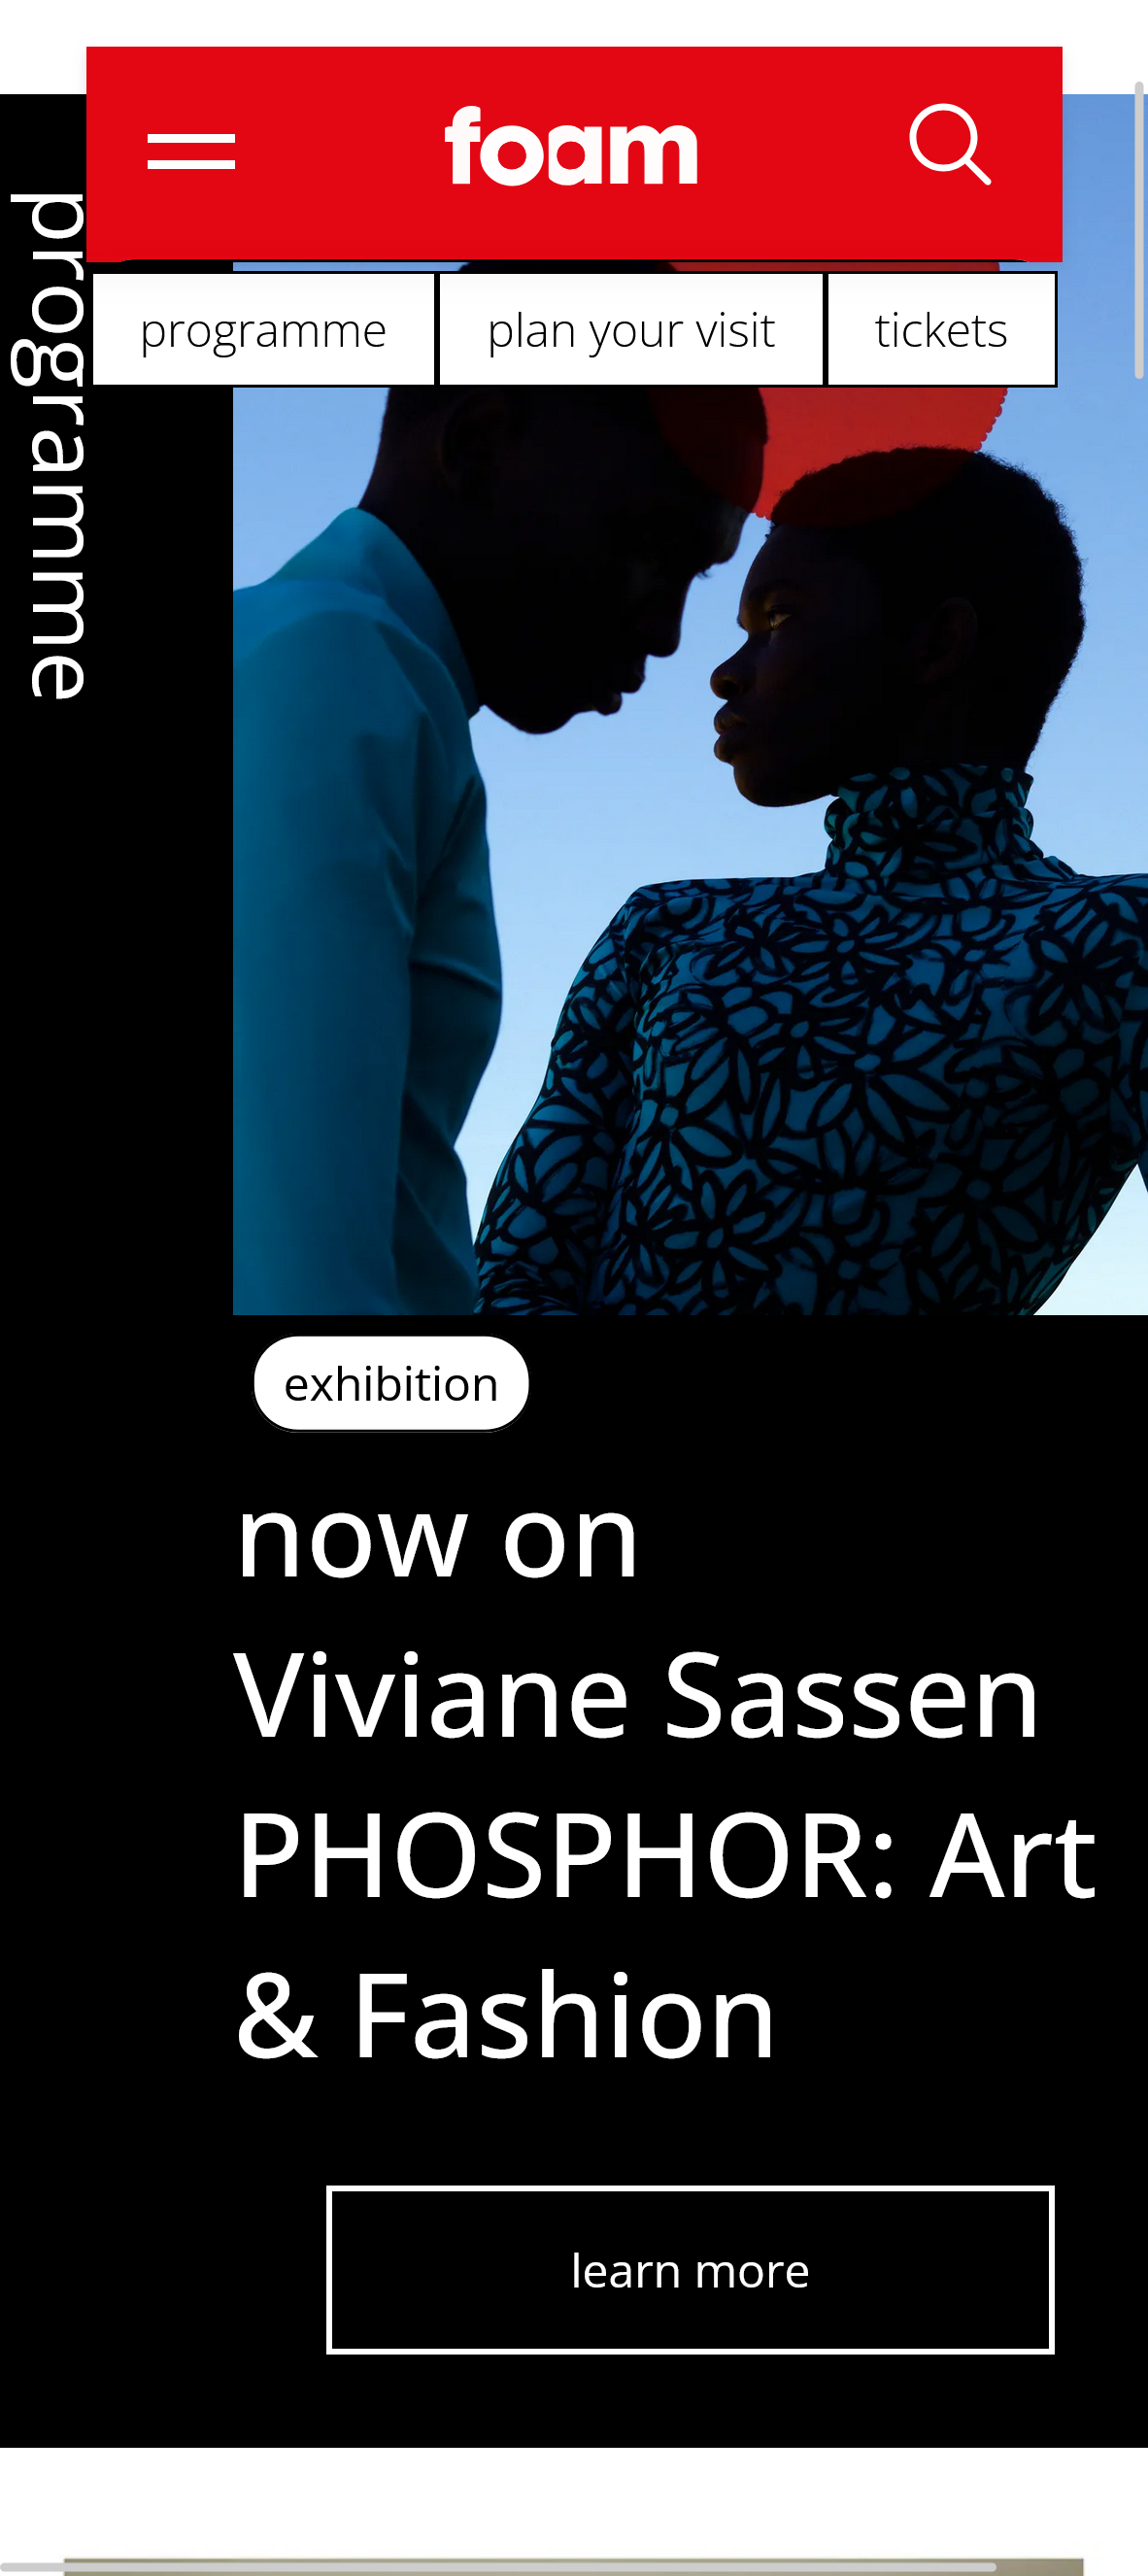 foam
programme
plan your visit
tickets
programme
exhibition
now on
Viviane Sassen
PHOSPHOR: Art
& Fashion
learn more